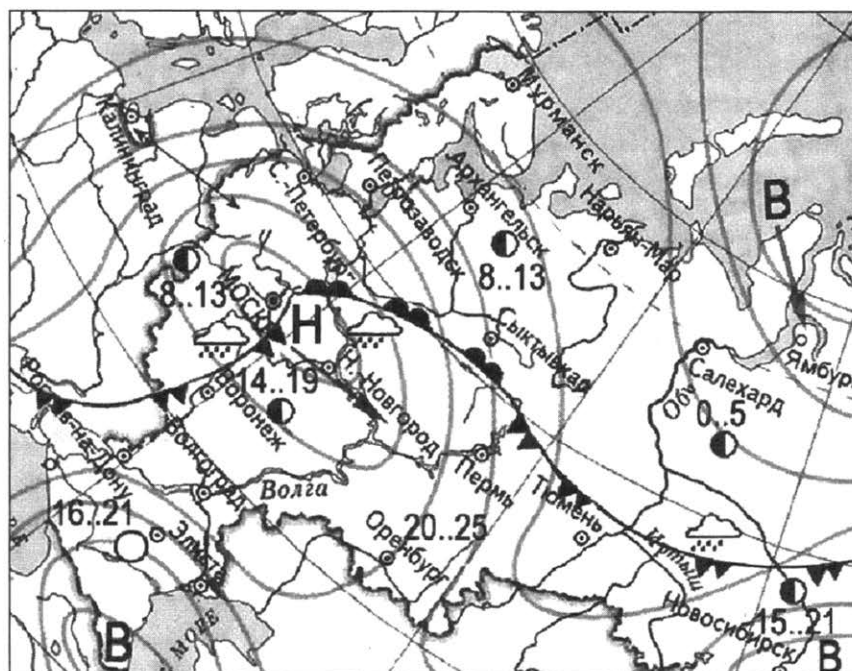 Мурманск
Калининград
С.-Петербург
Петрозаводск
Архангельск
Нарьян-Мар
В
8..13
8..13
МОСКВА
Н
Сыктывкар
Ямбург
Салехард
Обь
0..5
14..19
Н. Новгород
Воронеж
Ростов-на-Дону
Волгоград
Волга
Пермь
Тюмень
16..21
Элиста
Оренбург
20..25
Иртыш
Новосибирск
15..21
В
МОРЕ
В